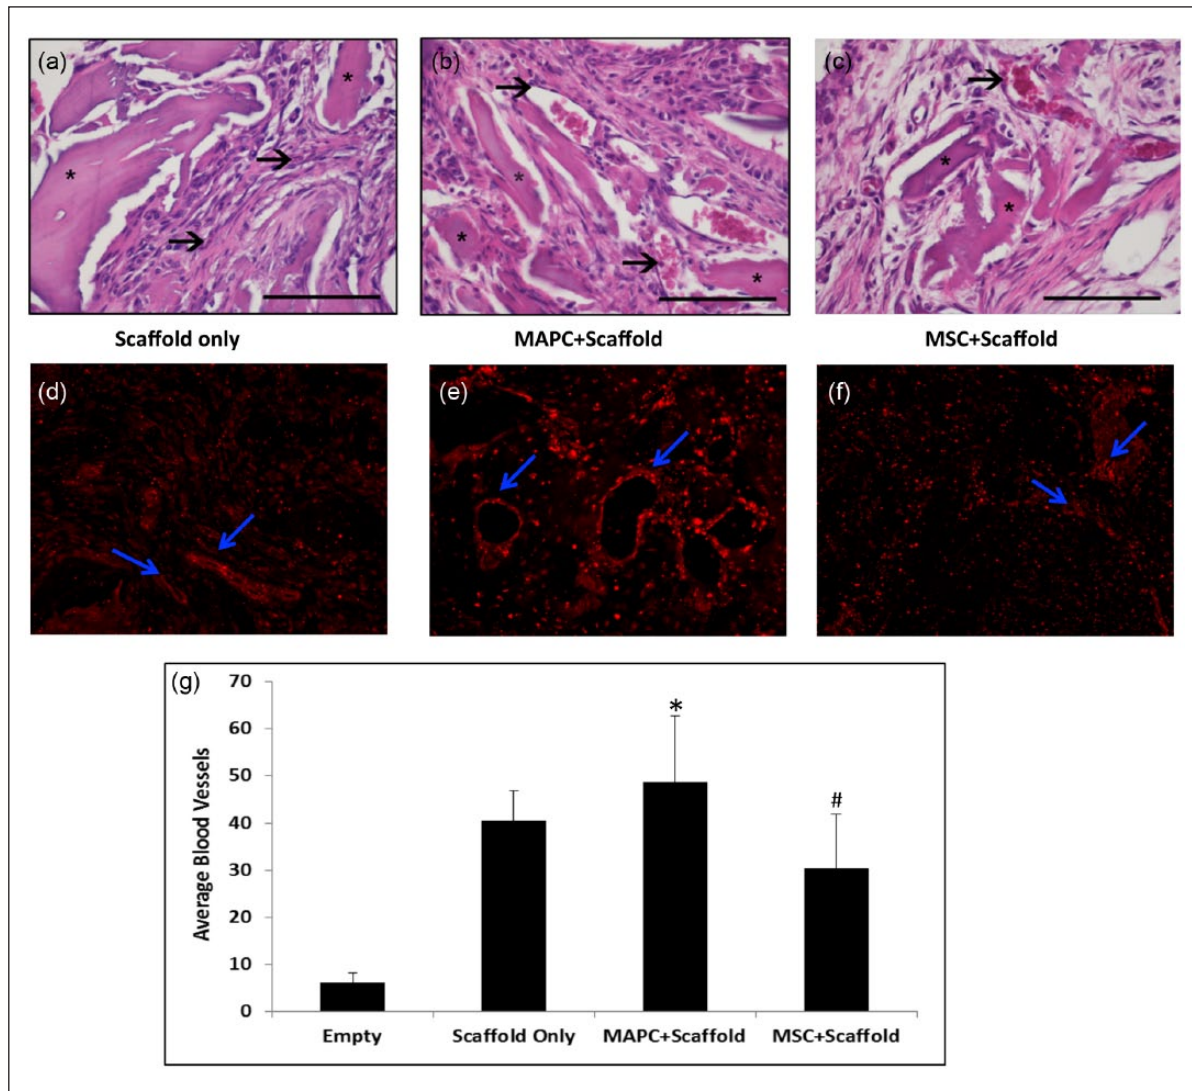 (a)
(b)
(c)
*
*
*
*
*
*
*
Scaffold only
MAPC+Scaffold
MSC+Scaffold
(d)
(e)
(f)
(g)
70
60
50
40
30
20
10
0
Average Blood Vessels
*
#
Empty
Scaffold Only
MAPC+Scaffold
MSC+Scaffold